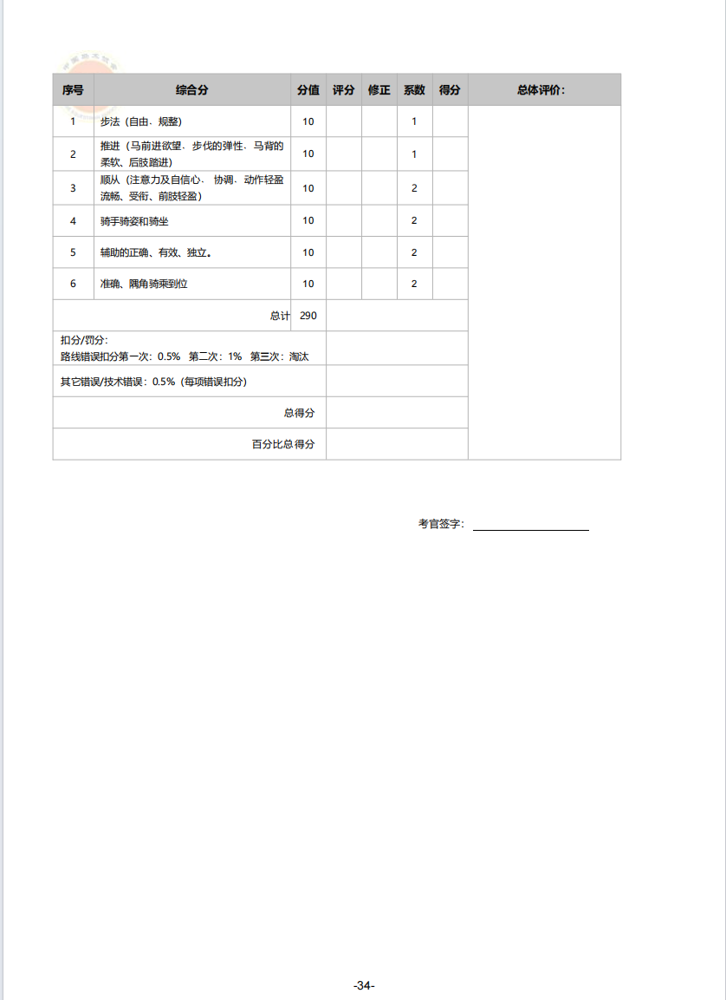 序号 综合分 分值 评分 修正 系数 得分 总体评价：
1 步法（自由．规整） 10 1
2 推进（马前进欲望．步伐的弹性．马背的
柔软、后肢踏进） 10 1
3 顺从（注意力及自信心． 协调．动作轻盈
流畅、受衔、前肢轻盈） 10 2
4 骑手骑姿和骑坐 10 2
5 辅助的正确、有效、独立。 10 2
6 准确、隅角骑乘到位 10 2
总计 290
扣分/罚分：
路线错误扣分第一次：0.5% 第二次：1% 第三次：淘汰
其它错误/技术错误：0.5%（每项错误扣分）
总得分
百分比总得分
考官签字：
-34-